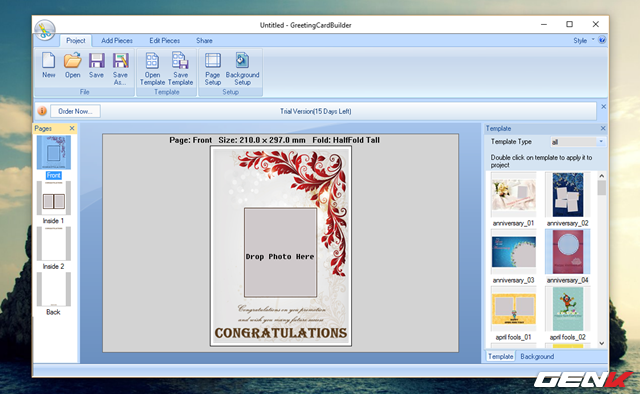 Untitled - GreetingCardBuilder
Project Add Pieces Edit Pieces Share Style
New Open Save Save As... Open Template Save Template Page Setup Background Setup
File Template Setup
Order Now... Trial Version(15 Days Left)
Pages
Front
Inside 1
Inside 2
Back
Page: Front Size: 210.0 x 297.0 mm Fold: HalfFold Tall
Drop Photo Here
Congratulations on you promotion
and wish you many future success
CONGRATULATIONS
Template
Template Type all
Double click on template to apply it to
project
anniversary_01 anniversary_02
anniversary_03 anniversary_04
april fools_01 april fools_02
Template Background
GENK